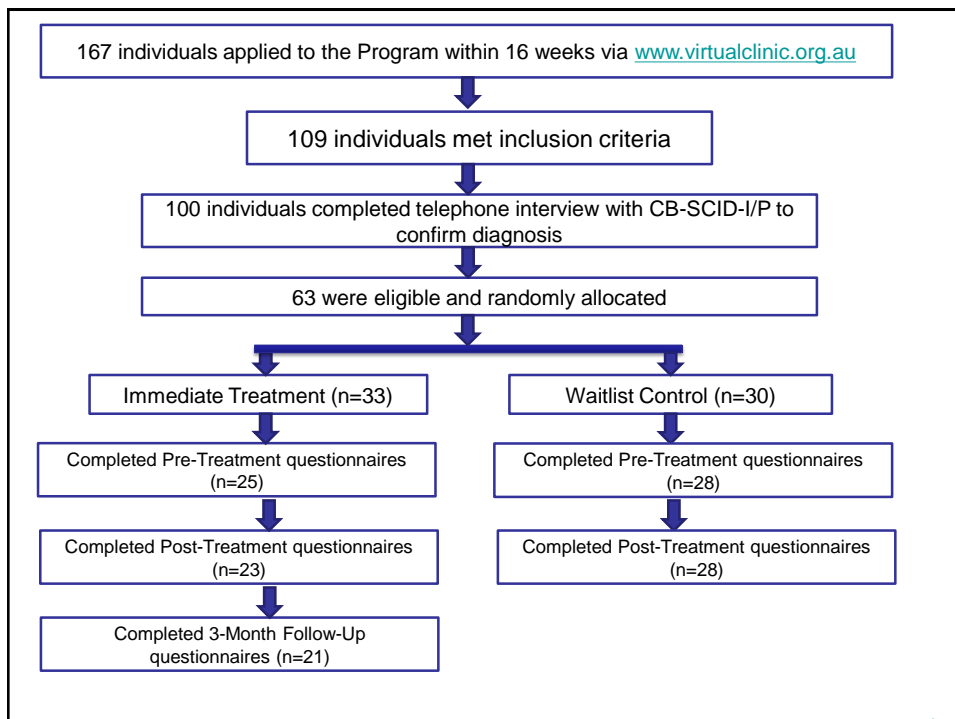 167 individuals applied to the Program within 16 weeks via www.virtualclinic.org.au
109 individuals met inclusion criteria
100 individuals completed telephone interview with CB-SCID-I/P to
confirm diagnosis
63 were eligible and randomly allocated
Immediate Treatment (n=33)
Waitlist Control (n=30)
Completed Pre-Treatment questionnaires
(n=25)
Completed Pre-Treatment questionnaires
(n=28)
Completed Post-Treatment questionnaires
(n=23)
Completed Post-Treatment questionnaires
(n=28)
Completed 3-Month Follow-Up
questionnaires (n=21)